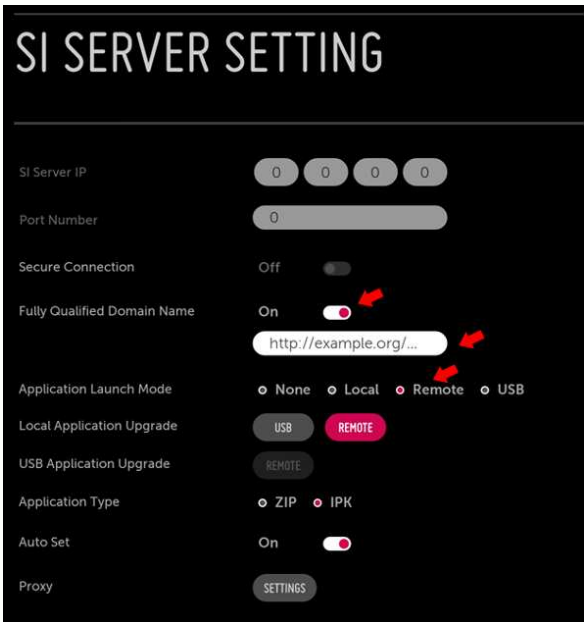 SI SERVER SETTING
SI Server IP 0 0 0 0
Port Number 0
Secure Connection Off
Fully Qualified Domain Name On
http://example.org/...
Application Launch Mode None Local Remote USB
Local Application Upgrade USB REMOTE
USB Application Upgrade REMOTE
Application Type ZIP IPK
Auto Set On
Proxy SETTINGS